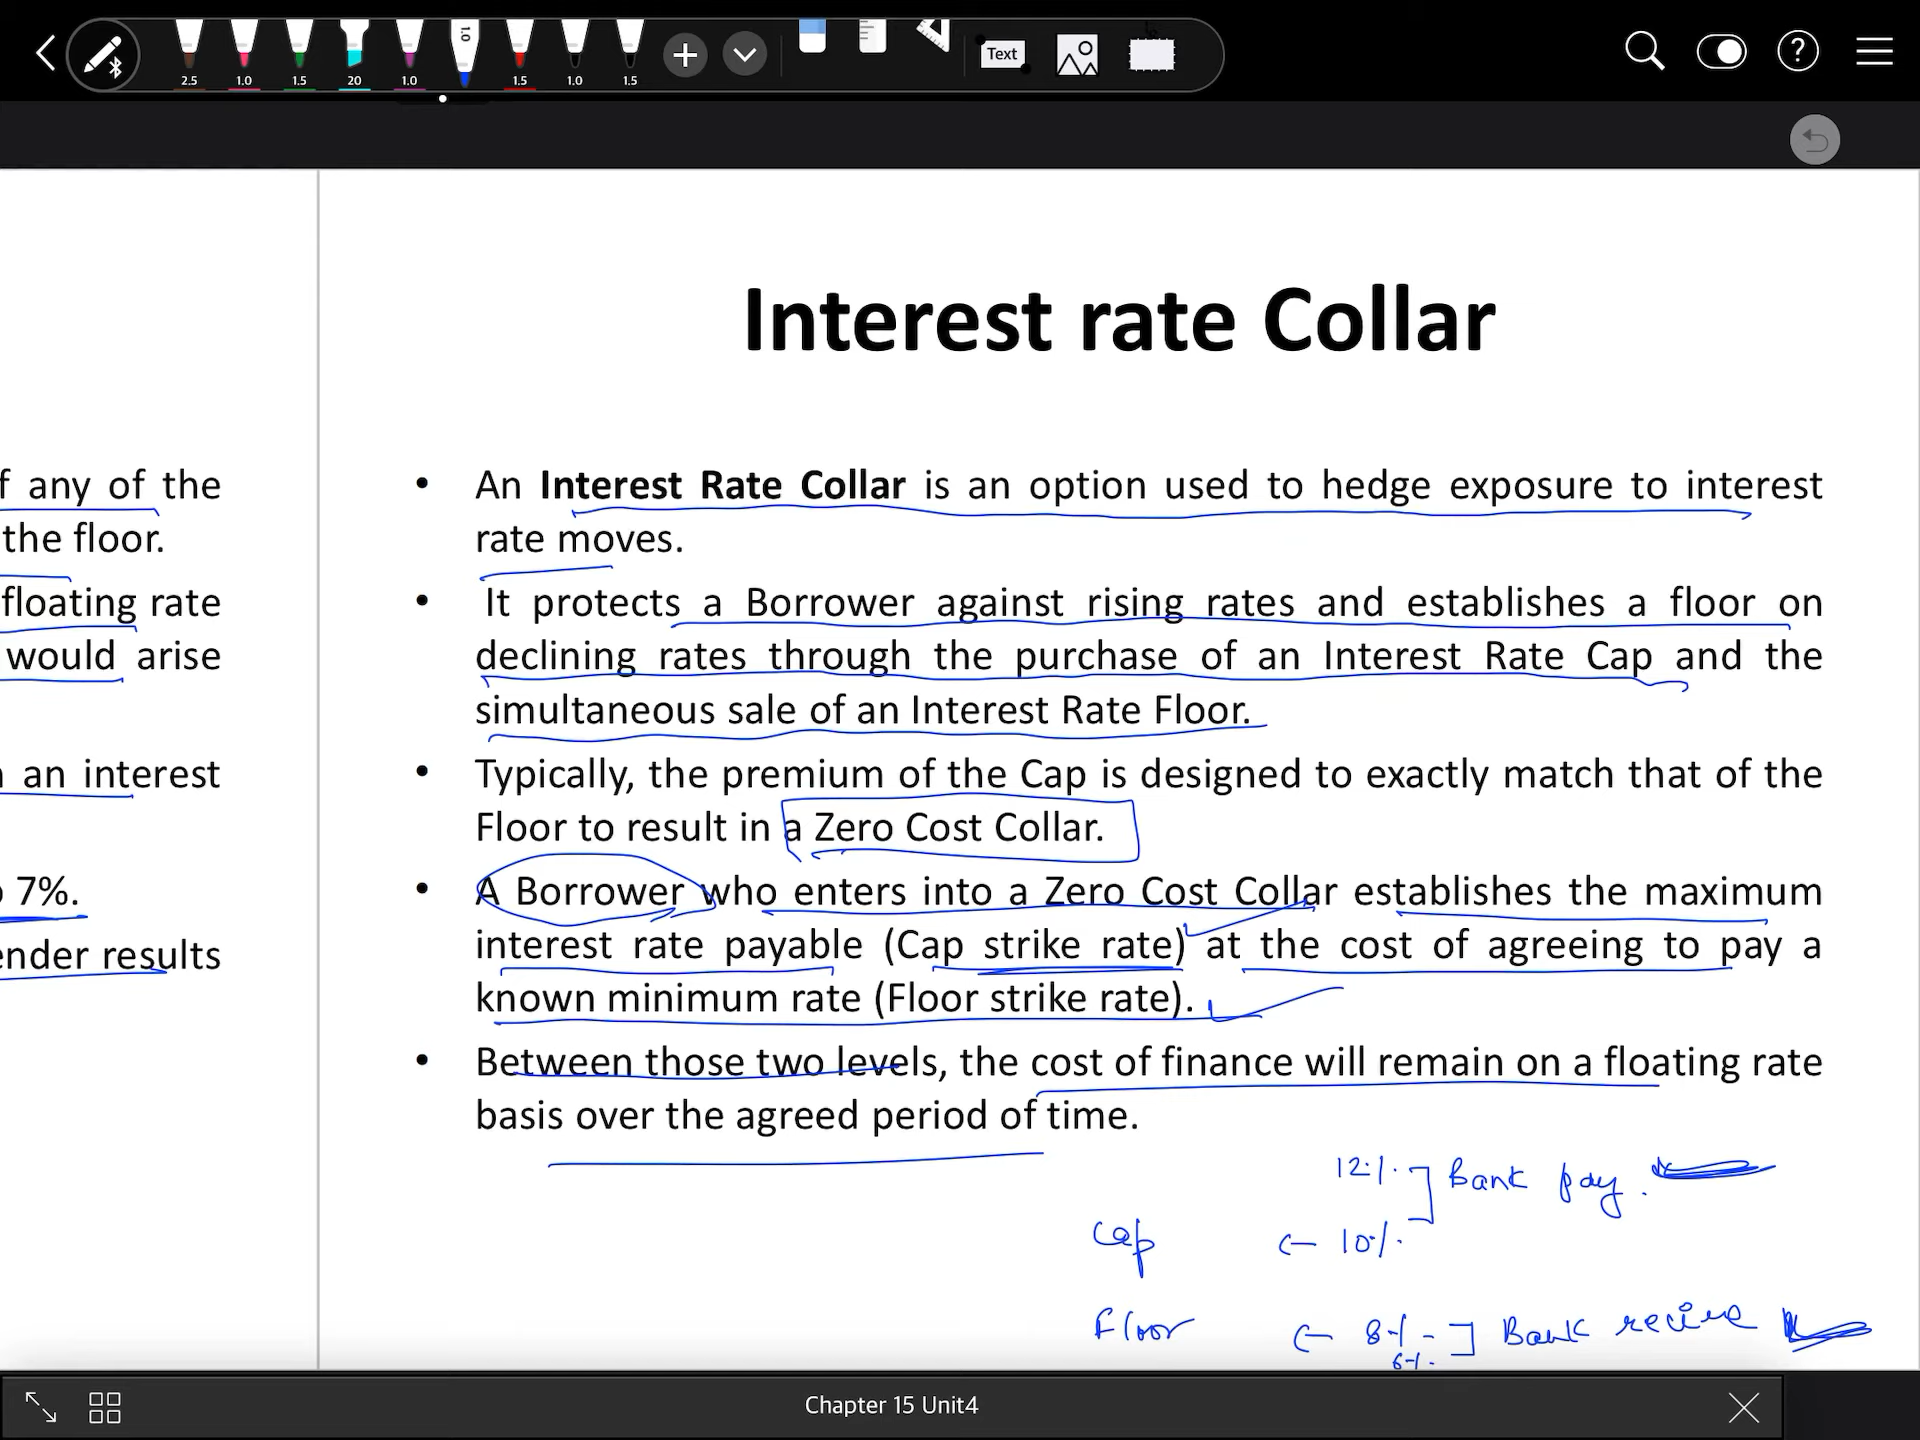 2.5 1.0 1.5 20 1.0 1.0 1.5 1.0 1.5 Text
Interest rate Collar
f any of the
the floor.
floating rate
would arise
an interest
7%.
ender results
• An Interest Rate Collar is an option used to hedge exposure to interest
rate moves.
• It protects a Borrower against rising rates and establishes a floor on
declining rates through the purchase of an Interest Rate Cap and the
simultaneous sale of an Interest Rate Floor.
• Typically, the premium of the Cap is designed to exactly match that of the
Floor to result in a Zero Cost Collar.
• A Borrower who enters into a Zero Cost Collar establishes the maximum
interest rate payable (Cap strike rate) at the cost of agreeing to pay a
known minimum rate (Floor strike rate).
• Between those two levels, the cost of finance will remain on a floating rate
basis over the agreed period of time.
12% Bank pay.
Cap ← 10%.
Floor ← 8% - Bank recive
6%.
Chapter 15 Unit4